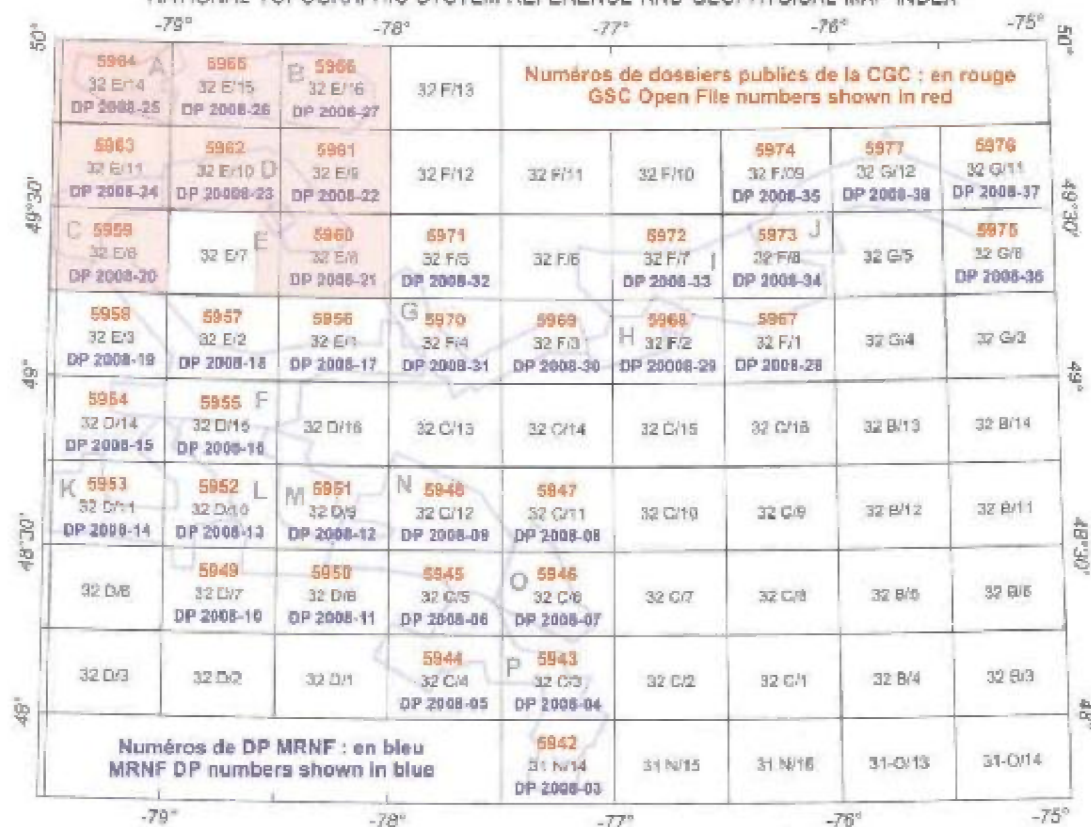 NATIONAL TOPOGRAPHIC SYSTEM REFERENCE AND GEOPHYSICAL MAP INDEX
-79° -78° -77° -76° -75°
50° 50°
5964 A 5965 B 5966
32 E/14 32 E/15 32 E/16 32 F/13
DP 2008-25 DP 2008-26 DP 2008-27
Numéros de dossiers publics de la CGC : en rouge
GSC Open File numbers shown in red
5963 5962 5961 5974 5977 5976
32 E/11 32 E/10 D 32 E/9 32 F/12 32 F/11 32 F/10 32 F/09 32 G/12 32 G/11
DP 2008-24 DP 20008-23 DP 2008-22 DP 2008-35 DP 2008-38 DP 2008-37
49°30' 49°30'
C 5959 E 5960 5971 5972 5973 J 5975
32 E/6 32 E/7 32 E/8 32 F/5 32 F/6 32 F/7 I 32 F/8 32 G/5 32 G/6
DP 2008-20 DP 2008-21 DP 2008-32 DP 2008-33 DP 2008-34 DP 2008-36
5958 5957 5956 G 5970 5969 H 5968 5967
32 E/3 32 E/2 32 E/1 32 F/4 32 F/3 32 F/2 32 F/1 32 G/4 32 G/3
DP 2008-19 DP 2008-18 DP 2008-17 DP 2008-31 DP 2008-30 DP 20008-29 DP 2008-28
49° 49°
5954 5955 F
32 D/14 32 D/15 32 D/16 32 C/13 32 C/14 32 C/15 32 C/16 32 B/13 32 B/14
DP 2008-15 DP 2008-16
K 5953 5952 L M 5951 N 5948 5947
32 D/11 32 D/10 32 D/9 32 C/12 32 C/11 32 C/10 32 C/9 32 B/12 32 B/11
DP 2008-14 DP 2008-13 DP 2008-12 DP 2008-09 DP 2008-08
48°30' 48°30'
5949 5950 5945 O 5946
32 D/6 32 D/7 32 D/8 32 C/5 32 C/6 32 C/7 32 C/8 32 B/5 32 B/6
DP 2008-10 DP 2008-11 DP 2008-06 DP 2008-07
5944 P 5943
32 D/3 32 D/2 32 D/1 32 C/4 32 C/3 32 C/2 32 C/1 32 B/4 32 B/3
DP 2008-05 DP 2008-04
48° 48°
Numéros de DP MRNF : en bleu
MRNF DP numbers shown in blue
5942
31 N/14 31 N/15 31 N/16 31-O/13 31-O/14
DP 2008-03
-79° -78° -77° -76° -75°